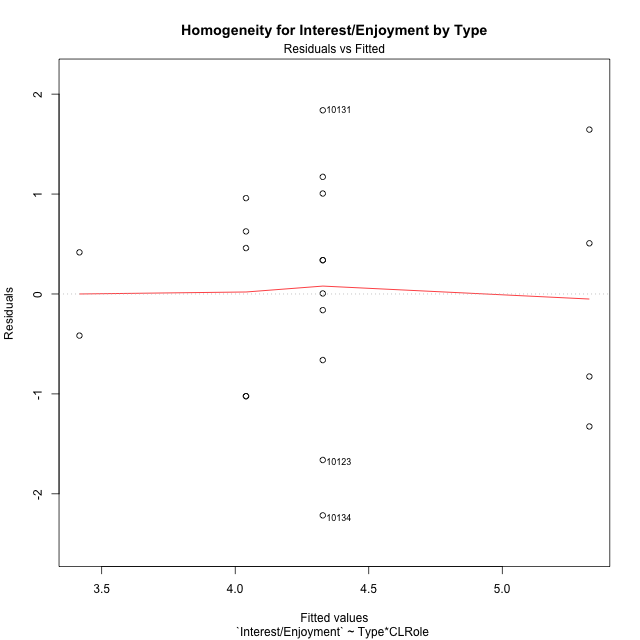 Homogeneity for Interest/Enjoyment by Type
Residuals vs Fitted
2
1
0
-1
-2
Residuals
10131
10123
10134
3.5
4.0
4.5
5.0
Fitted values
`Interest/Enjoyment` ~ Type*CLRole